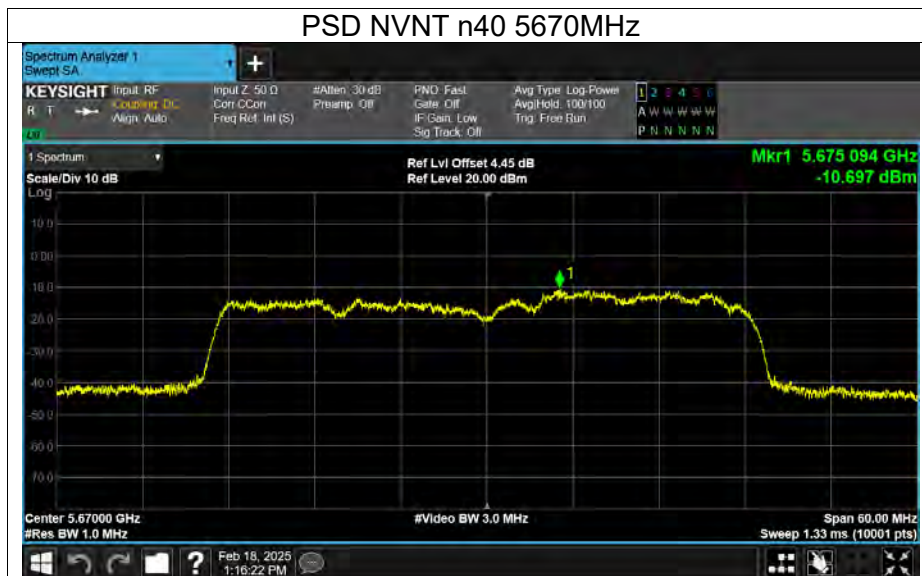 PSD NVNT n40 5670MHz
Spectrum Analyzer 1
Swept SA
+
KEYSIGHT Input: RF Input Z: 50 Ω #Atten: 30 dB PNO: Fast Avg Type: Log-Power 1 2 3 4 5 6
R T Coupling: DC Corr CCorr Preamp: Off Gate: Off Avg|Hold: 100/100 A W W W W W
Align: Auto Freq Ref: Int (S) IF Gain: Low Trig: Free Run
Sig Track: Off P N N N N N
1 Spectrum
Ref Lvl Offset 4.45 dB Mkr1 5.675 094 GHz
Scale/Div 10 dB Ref Level 20.00 dBm -10.697 dBm
Log
10.0
0.00
-10.0
1
-20.0
-30.0
-40.0
-50.0
-60.0
-70.0
Center 5.67000 GHz #Video BW 3.0 MHz Span 60.00 MHz
#Res BW 1.0 MHz Sweep 1.33 ms (10001 pts)
? Feb 18, 2025
1:16:22 PM